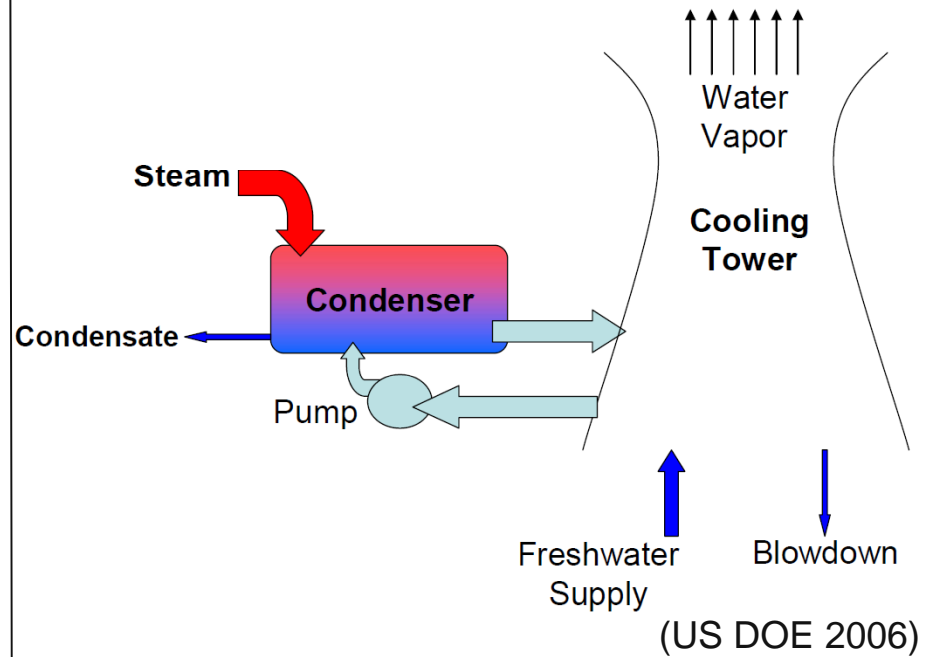 Water
Vapor
Steam
Cooling
Tower
Condenser
Condensate
Pump
Freshwater
Supply
Blowdown
(US DOE 2006)